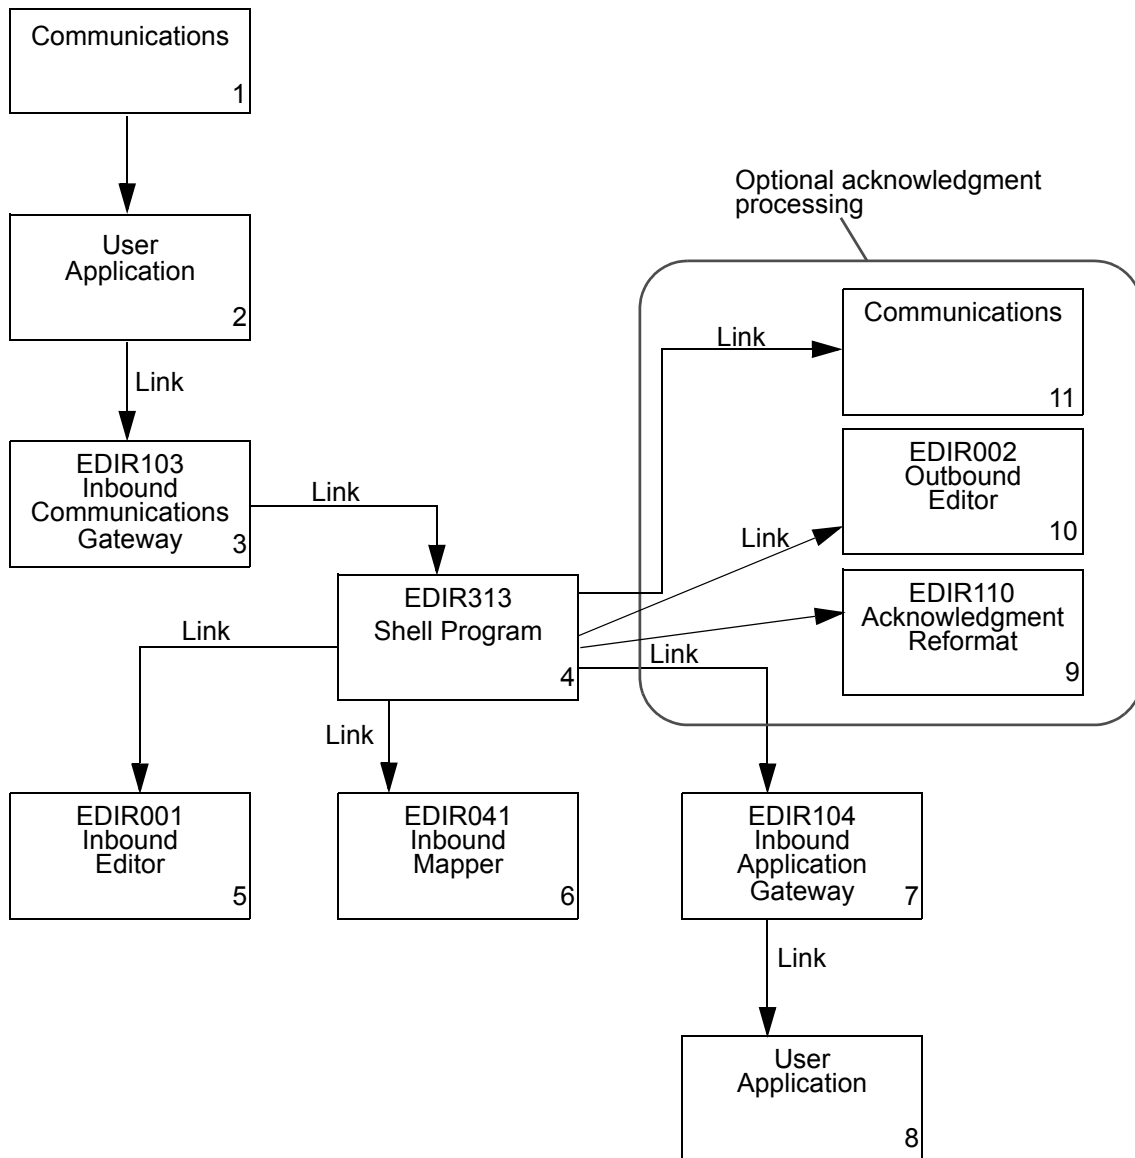 Communications
1
User
Application
2
Link
EDIR103
Inbound
Communications
Gateway
3
Link
Optional acknowledgment
processing
Communications
11
Link
EDIR002
Outbound
Editor
10
Link
EDIR110
Acknowledgment
Reformat
9
EDIR313
Shell Program
4
Link
Link
Link
EDIR001
Inbound
Editor
5
EDIR041
Inbound
Mapper
6
EDIR104
Inbound
Application
Gateway
7
Link
User
Application
8